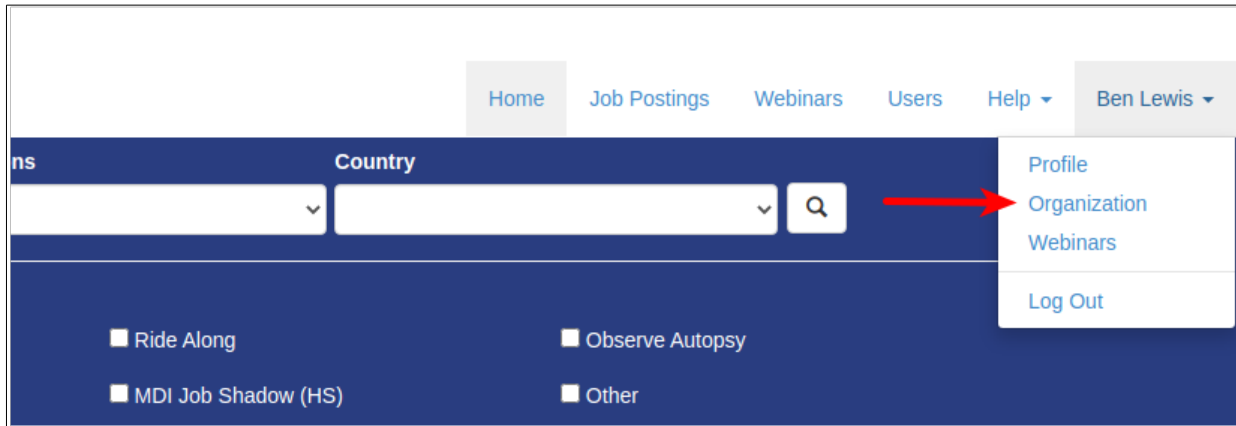 Home Job Postings Webinars Users Help Ben Lewis
ns Country
Profile
Organization
Webinars
Log Out
Ride Along Observe Autopsy
MDI Job Shadow (HS) Other